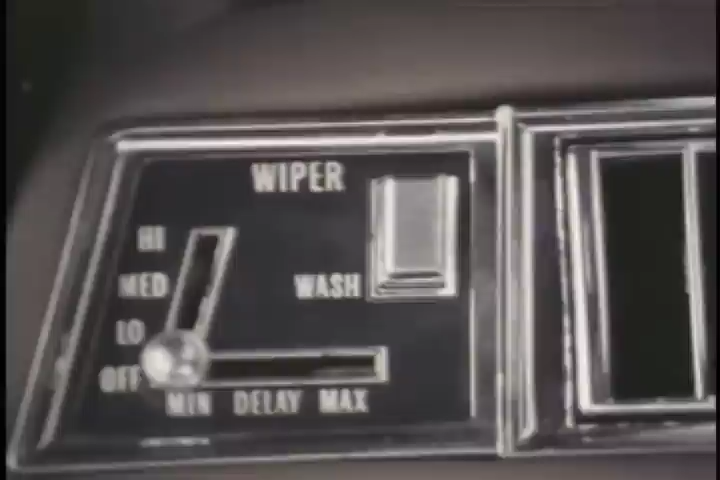 WIPER
HI
MED
WASH
LO
OFF
MIN DELAY MAX